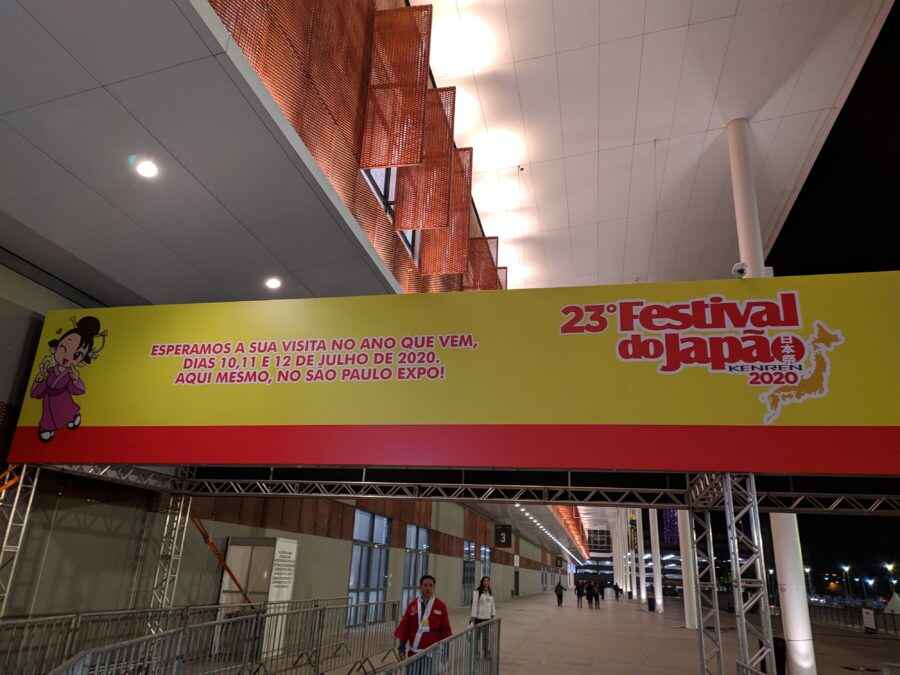 ESPERAMOS A SUA VISITA NO ANO QUE VEM,
DIAS 10,11 E 12 DE JULHO DE 2020.
AQUI MESMO, NO SÃO PAULO EXPO!
23º Festival
do Japão
日本祭
KENREN
2020
3